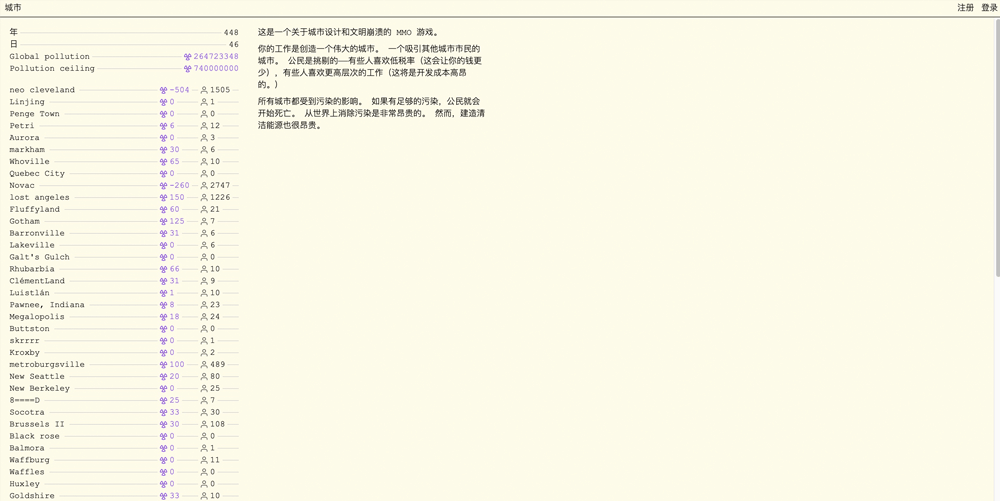 城市
注册 登录
年 448
日 46
Global pollution 264723348
Pollution ceiling 740000000
neo cleveland -504 1505
Linjing 0 1
Penge Town 0 0
Petri 6 12
Aurora 0 3
markham 30 6
Whoville 65 10
Quebec City 0 0
Novac -260 2747
lost angeles 150 1226
Fluffyland 60 21
Gotham 125 7
Barronville 31 6
Lakeville 0 6
Galt's Gulch 0 0
Rhubarbia 66 10
ClémentLand 31 9
Luistlán 1 10
Pawnee, Indiana 8 23
Megalopolis 18 24
Buttston 0 0
skrrrr 0 1
Kroxby 0 2
metroburgsville 100 489
New Seattle 20 80
New Berkeley 0 25
8====D 25 7
Socotra 33 30
Brussels II 30 108
Black rose 0 0
Balmora 0 1
Waffburg 0 11
Waffles 0 0
Huxley 0 0
Goldshire 33 10
这是一个关于城市设计和文明崩溃的 MMO 游戏。
你的工作是创造一个伟大的城市。 一个吸引其他城市市民的
城市。 公民是挑剔的——有些人喜欢低税率（这会让你的钱更
少），有些人喜欢更高层次的工作（这将是开发成本高昂
的。）
所有城市都受到污染的影响。 如果有足够的污染，公民就会
开始死亡。 从世界上消除污染是非常昂贵的。 然而，建造清
洁能源也很昂贵。